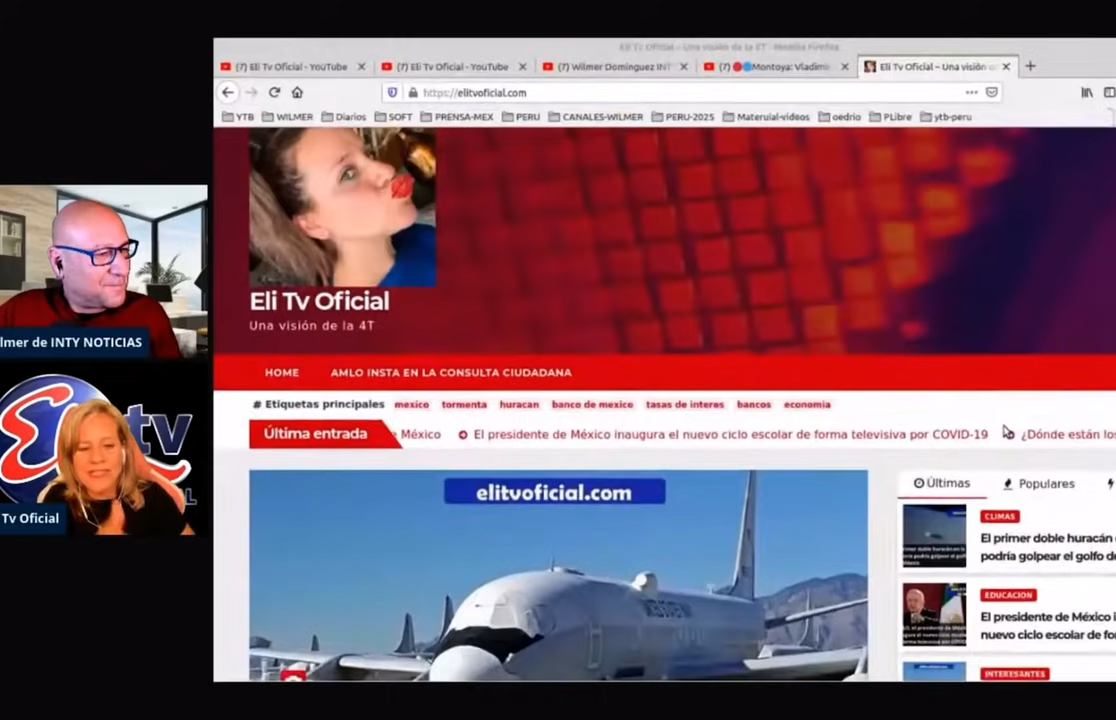 Eli Tv Oficial – Una visión de la 4T - Mozilla Firefox
(7) Eli Tv Oficial - YouTube
(7) Eli Tv Oficial - YouTube
(7) Wilmer Dominguez INT
(7) Montoya: Vladimi
Eli Tv Oficial – Una visión
https://elitvoficial.com
YTB WILMER Diarios SOFT PRENSA-MEX PERU CANALES-WILMER PERU-2025 Materuial-videos oedrio PLibre ytb-peru
Eli Tv Oficial
Una visión de la 4T
HOME AMLO INSTA EN LA CONSULTA CIUDADANA
# Etiquetas principales mexico tormenta huracan banco de mexico tasas de interes bancos economia
Última entrada México El presidente de México inaugura el nuevo ciclo escolar de forma televisiva por COVID-19 ¿Dónde están los
elitvoficial.com
Últimas Populares
CLIMAS
El primer doble huracán
podría golpear el golfo de
EDUCACION
El presidente de México i
nuevo ciclo escolar de fo
INTERESANTES
lmer de INTY NOTICIAS
tv
Tv Oficial